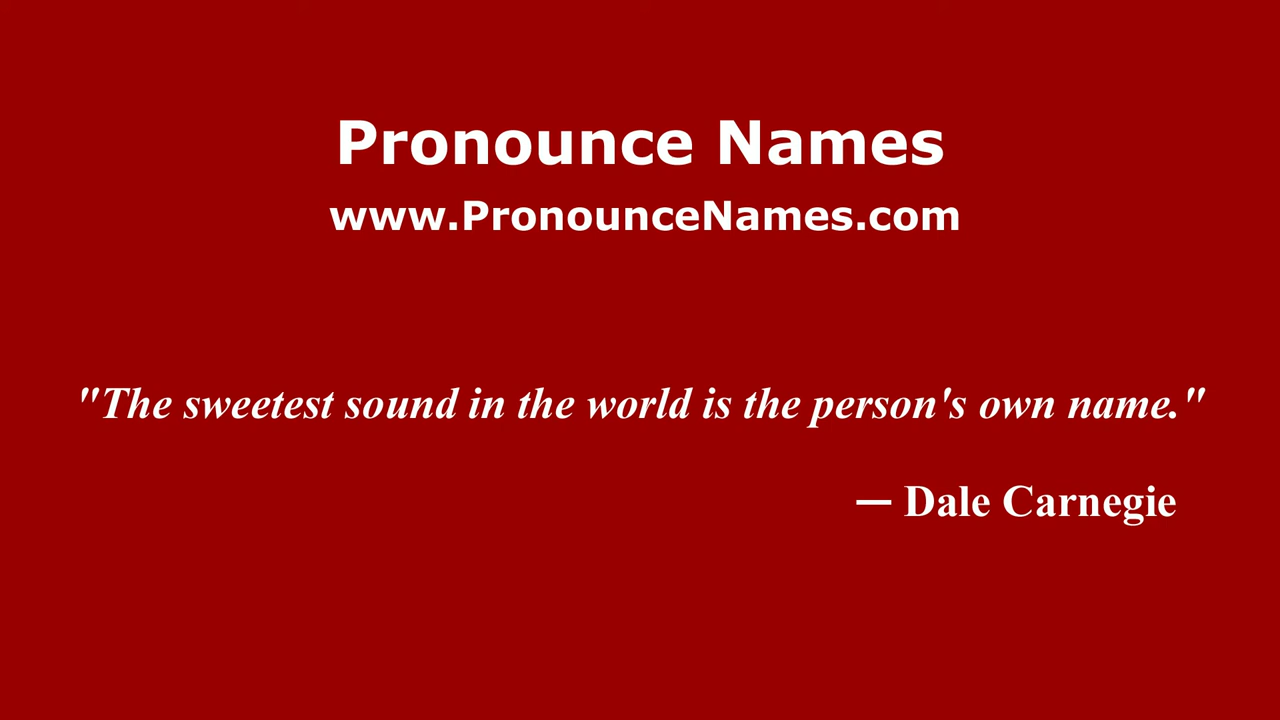 Pronounce Names
www.PronounceNames.com
"The sweetest sound in the world is the person's own name."
— Dale Carnegie